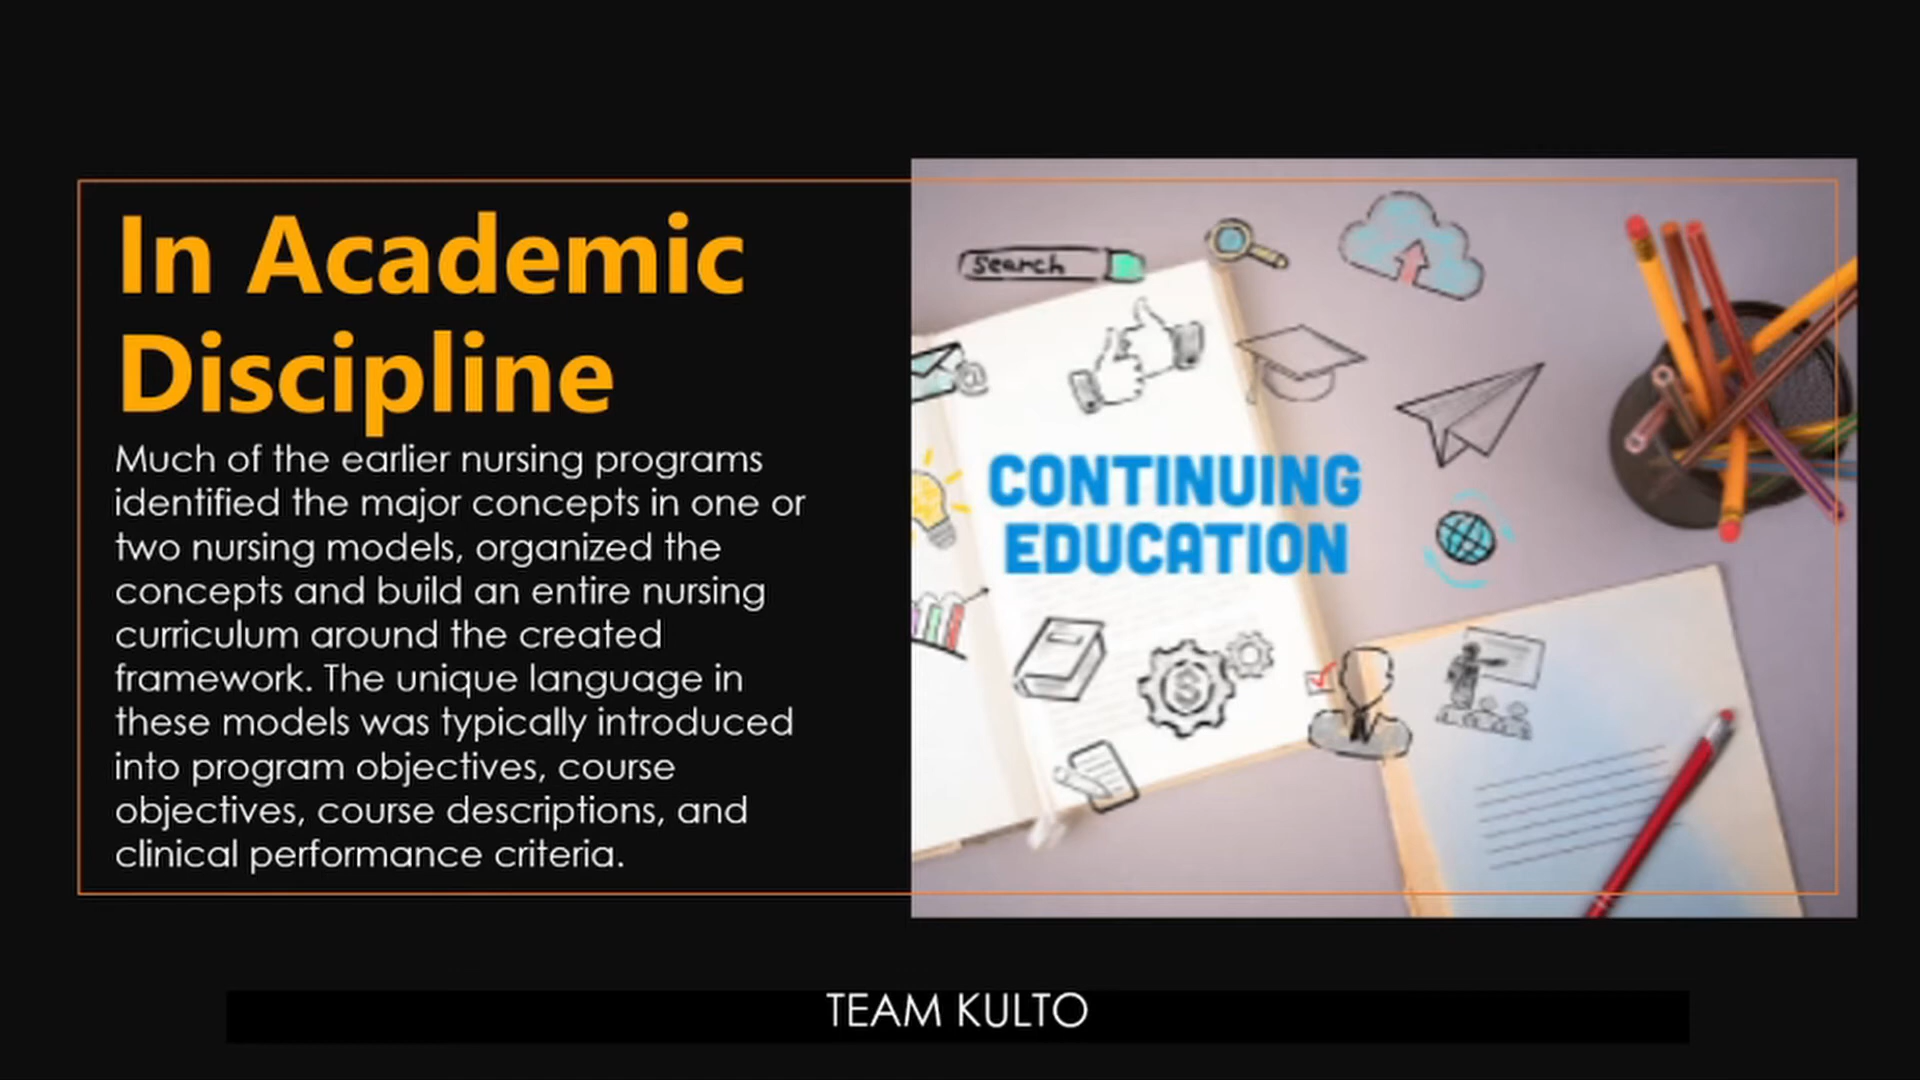 In Academic
Discipline
Much of the earlier nursing programs
identified the major concepts in one or
two nursing models, organized the
concepts and build an entire nursing
curriculum around the created
framework. The unique language in
these models was typically introduced
into program objectives, course
objectives, course descriptions, and
clinical performance criteria.
Search
CONTINUING
EDUCATION
TEAM KULTO